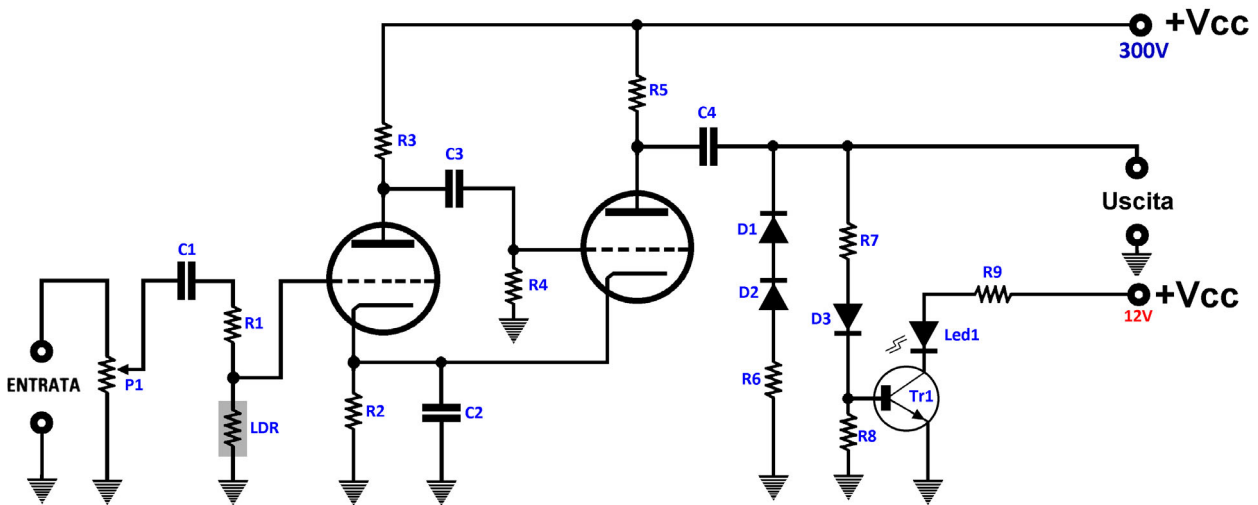 +Vcc
300V
R5
C4
R3
C3
Uscita
D1
R7
C1
R4
R9
+Vcc
12V
D2
D3
Led1
R1
ENTRATA
P1
R6
Tr1
R2
C2
LDR
R8